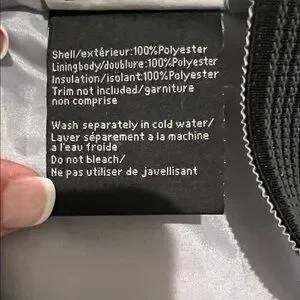 Shell/extérieur:100%Polyester
Liningbody/doublure:100%Polyester
Insulation/isolant:100%Polyester
Trim not included/garniture
non comprise
Wash separately in cold water/
Laver séparement a la machine
a l'eau froide
Do not bleach/
Ne pas utiliser de javellisant